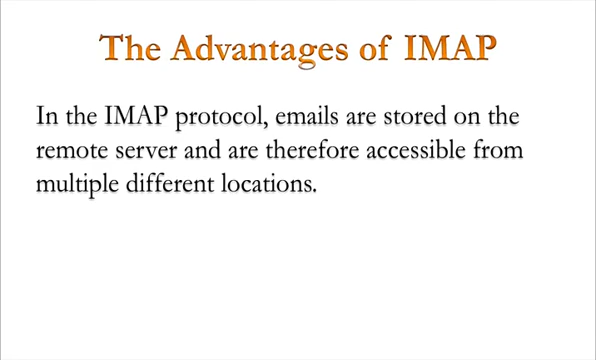 The Advantages of IMAP
In the IMAP protocol, emails are stored on the
remote server and are therefore accessible from
multiple different locations.